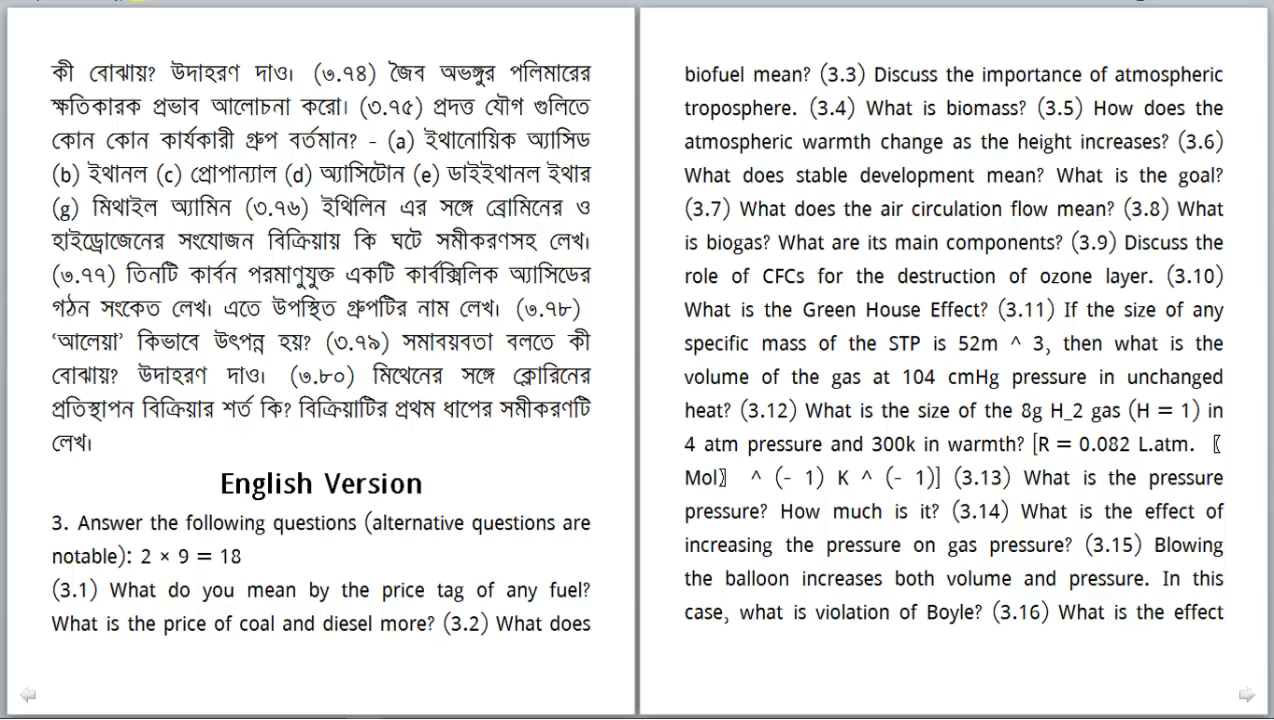 কী বোঝায়? উদাহরণ দাও। (৩.৭৪) জৈব অভঙ্গুর পলিমারের
ক্ষতিকারক প্রভাব আলোচনা করো। (৩.৭৫) প্রদত্ত যৌগ গুলিতে
কোন কোন কার্যকারী গ্রুপ বর্তমান? - (a) ইথানোয়িক অ্যাসিড
(b) ইথানল (c) প্রোপান্যাল (d) অ্যাসিটোন (e) ডাইইথানল ইথার
(g) মিথাইল অ্যামিন (৩.৭৬) ইথিলিন এর সঙ্গে ব্রোমিনের ও
হাইড্রোজেনের সংযোজন বিক্রিয়ায় কি ঘটে সমীকরণসহ লেখ।
(৩.৭৭) তিনটি কার্বন পরমাণুযুক্ত একটি কার্বক্সিলিক অ্যাসিডের
গঠন সংকেত লেখ। এতে উপস্থিত গ্রুপটির নাম লেখ। (৩.৭৮)
‘আলেয়া’ কিভাবে উৎপন্ন হয়? (৩.৭৯) সমাবয়বতা বলতে কী
বোঝায়? উদাহরণ দাও। (৩.৮০) মিথেনের সঙ্গে ক্লোরিনের
প্রতিস্থাপন বিক্রিয়ার শর্ত কি? বিক্রিয়াটির প্রথম ধাপের সমীকরণটি
লেখ।
English Version
3. Answer the following questions (alternative questions are
notable): 2 × 9 = 18
(3.1) What do you mean by the price tag of any fuel?
What is the price of coal and diesel more? (3.2) What does
biofuel mean? (3.3) Discuss the importance of atmospheric
troposphere. (3.4) What is biomass? (3.5) How does the
atmospheric warmth change as the height increases? (3.6)
What does stable development mean? What is the goal?
(3.7) What does the air circulation flow mean? (3.8) What
is biogas? What are its main components? (3.9) Discuss the
role of CFCs for the destruction of ozone layer. (3.10)
What is the Green House Effect? (3.11) If the size of any
specific mass of the STP is 52m ^ 3, then what is the
volume of the gas at 104 cmHg pressure in unchanged
heat? (3.12) What is the size of the 8g H_2 gas (H = 1) in
4 atm pressure and 300k in warmth? [R = 0.082 L.atm. 〖
Mol〗 ^ (- 1) K ^ (- 1)] (3.13) What is the pressure
pressure? How much is it? (3.14) What is the effect of
increasing the pressure on gas pressure? (3.15) Blowing
the balloon increases both volume and pressure. In this
case, what is violation of Boyle? (3.16) What is the effect